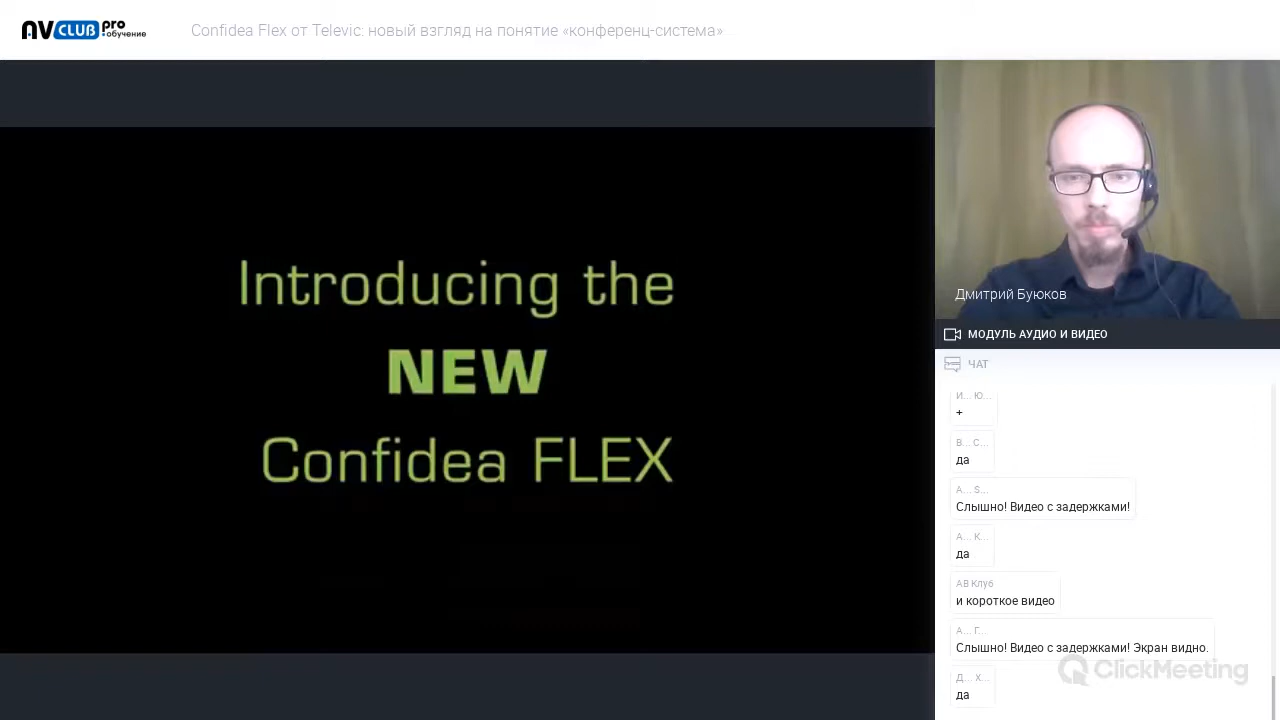 AVCLUB pro
обучение
Confidea Flex от Televic: новый взгляд на понятие «конференц-система»
Introducing the
NEW
Confidea FLEX
Дмитрий Буюков
МОДУЛЬ АУДИО И ВИДЕО
ЧАТ
И... Ю...
+
В... С...
да
А... S...
Слышно! Видео с задержками!
А... К...
да
АВ Клуб
и короткое видео
А... Г...
Слышно! Видео с задержками! Экран видно.
ClickMeeting
Д... Х...
да